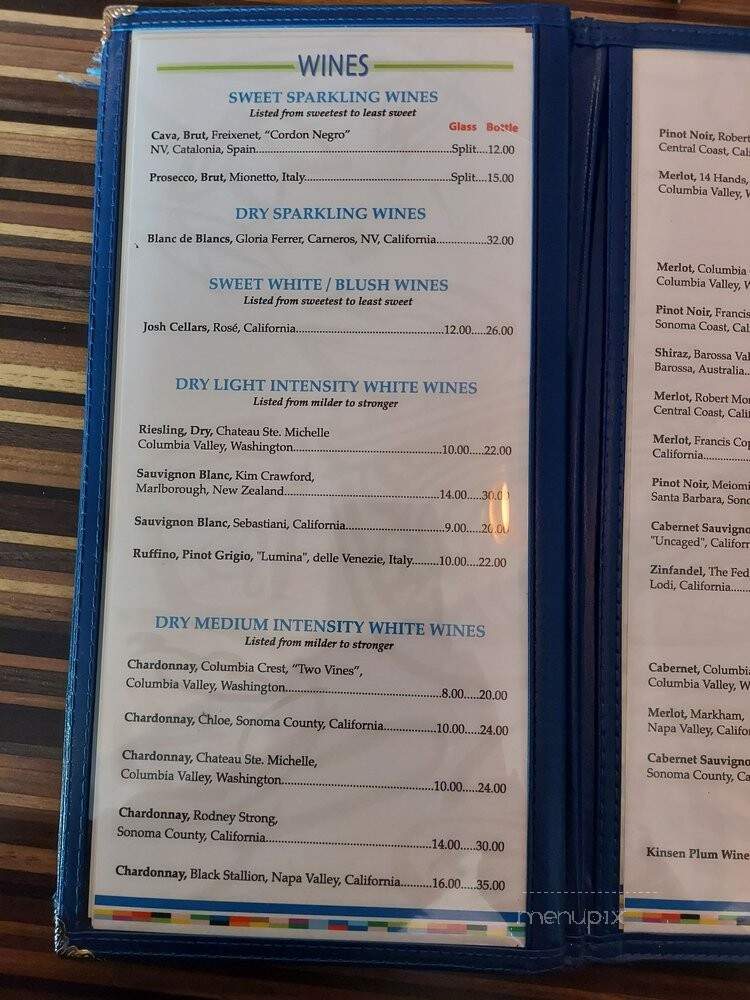 WINES
SWEET SPARKLING WINES
Listed from sweetest to least sweet
Glass Bottle
Cava, Brut, Freixenet, “Cordon Negro”
NV, Catalonia, Spain...Split....12.00
Prosecco, Brut, Mionetto, Italy...Split....15.00
DRY SPARKLING WINES
Blanc de Blancs, Gloria Ferrer, Carneros, NV, California...32.00
SWEET WHITE / BLUSH WINES
Listed from sweetest to least sweet
Josh Cellars, Rosé, California...12.00.....26.00
DRY LIGHT INTENSITY WHITE WINES
Listed from milder to stronger
Riesling, Dry, Chateau Ste. Michelle
Columbia Valley, Washington...10.00.....22.00
Sauvignon Blanc, Kim Crawford,
Marlborough, New Zealand...14.00.....30.00
Sauvignon Blanc, Sebastiani, California...9.00.....20.00
Ruffino, Pinot Grigio, "Lumina", delle Venezie, Italy...10.00....22.00
DRY MEDIUM INTENSITY WHITE WINES
Listed from milder to stronger
Chardonnay, Columbia Crest, “Two Vines”,
Columbia Valley, Washington...8.00.....20.00
Chardonnay, Chloe, Sonoma County, California...10.00.....24.00
Chardonnay, Chateau Ste. Michelle,
Columbia Valley, Washington...10.00.....24.00
Chardonnay, Rodney Strong,
Sonoma County, California...14.00.....30.00
Chardonnay, Black Stallion, Napa Valley, California...16.00.....35.00
Pinot Noir, Robert
Central Coast, Cali
Merlot, 14 Hands,
Columbia Valley, W
Merlot, Columbia
Columbia Valley, W
Pinot Noir, Francis
Sonoma Coast, Cal
Shiraz, Barossa Val
Barossa, Australia..
Merlot, Robert Mon
Central Coast, Calif
Merlot, Francis Cop
California...
Pinot Noir, Meiomi
Santa Barbara, Sono
Cabernet Sauvigno
"Uncaged", Californ
Zinfandel, The Fed
Lodi, California...
Cabernet, Columbia
Columbia Valley, W
Merlot, Markham,
Napa Valley, Califor
Cabernet Sauvigno
Sonoma County, Ca
Kinsen Plum Wine
menupix